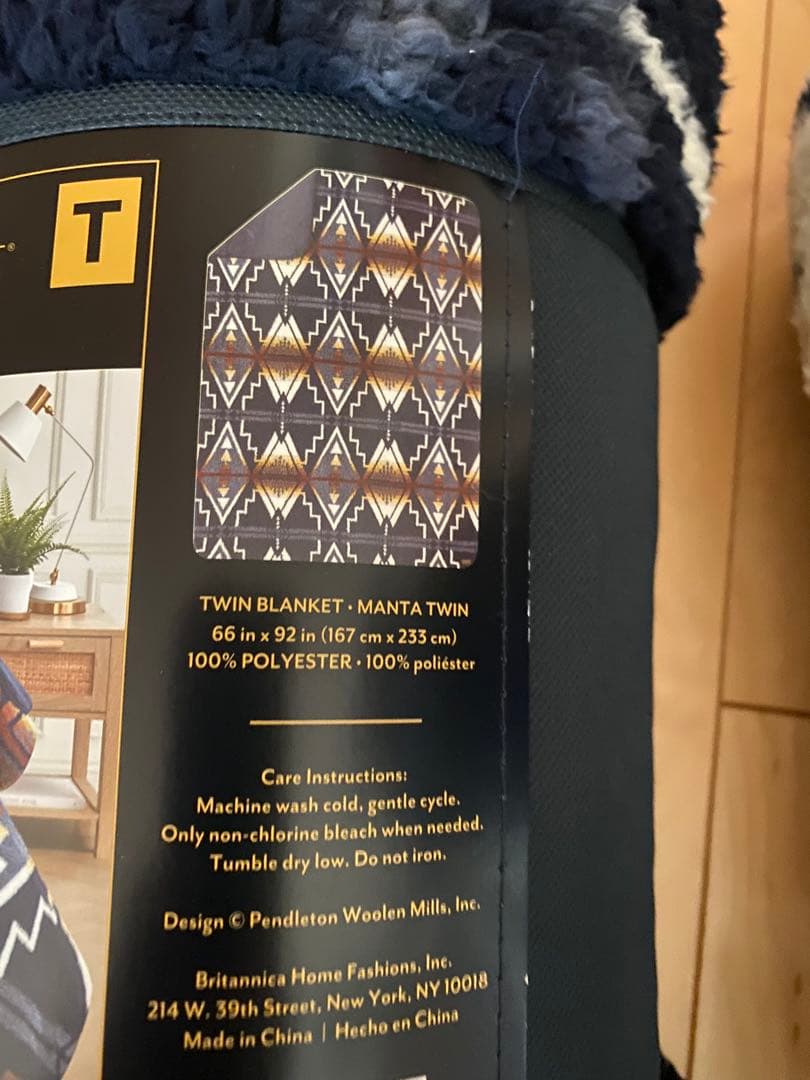 T
TWIN BLANKET • MANTA TWIN
66 in x 92 in (167 cm x 233 cm)
100% POLYESTER • 100% poliéster
Care Instructions:
Machine wash cold, gentle cycle.
Only non-chlorine bleach when needed.
Tumble dry low. Do not iron.
Design © Pendleton Woolen Mills, Inc.
Britannica Home Fashions, Inc.
214 W. 39th Street, New York, NY 10018
Made in China | Hecho en China